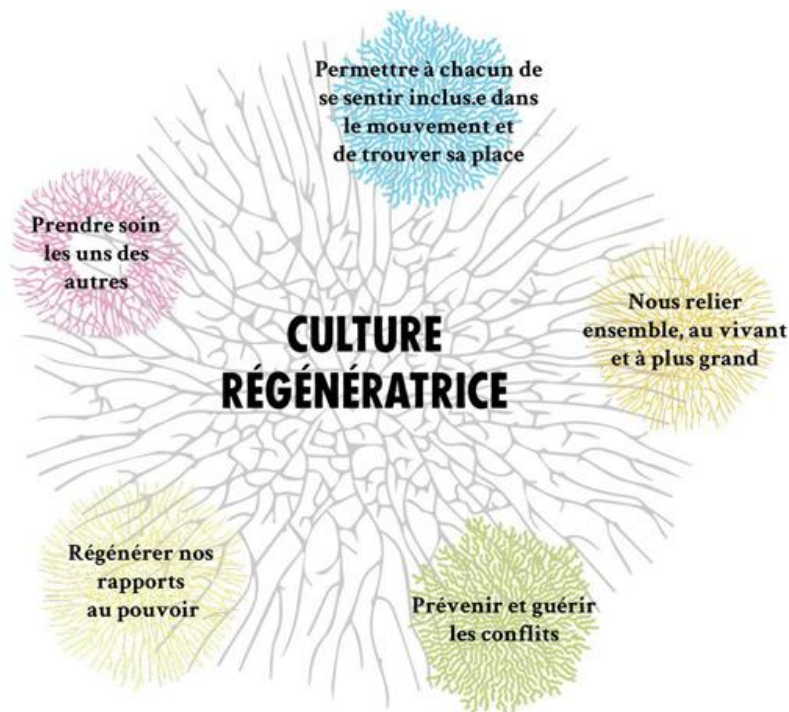 Permettre à chacun de
se sentir inclus.e dans
le mouvement et
de trouver sa place
Prendre soin
les uns des
autres
Nous relier
ensemble, au vivant
et à plus grand
CULTURE
RÉGÉNÉRATRICE
Régénérer nos
rapports
au pouvoir
Prévenir et guérir
les conflits